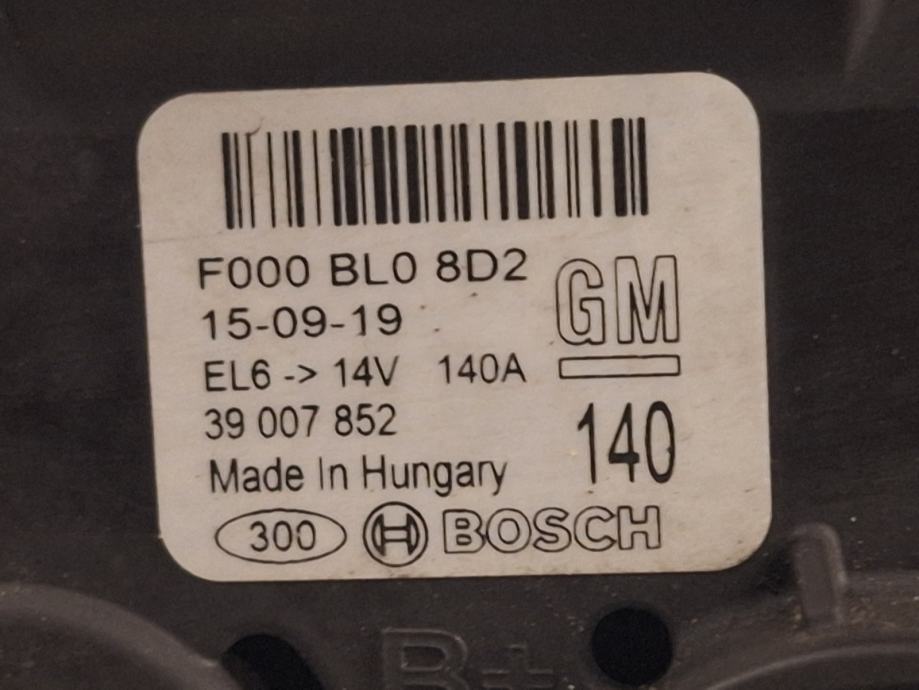 F000 BL0 8D2
15-09-19
GM
EL6 -> 14V 140A
39 007 852
140
Made In Hungary
300 BOSCH
B+